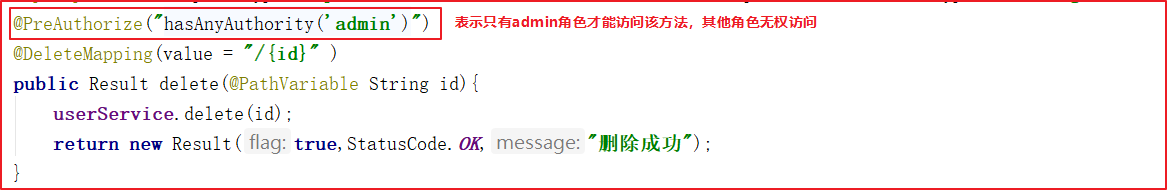 @PreAuthorize("hasAnyAuthority('admin')") 表示只有admin角色才能访问该方法，其他角色无权访问
@DeleteMapping(value = "/{id}" )
public Result delete(@PathVariable String id){
userService.delete(id);
return new Result( flag: true,StatusCode.OK, message: "删除成功");
}